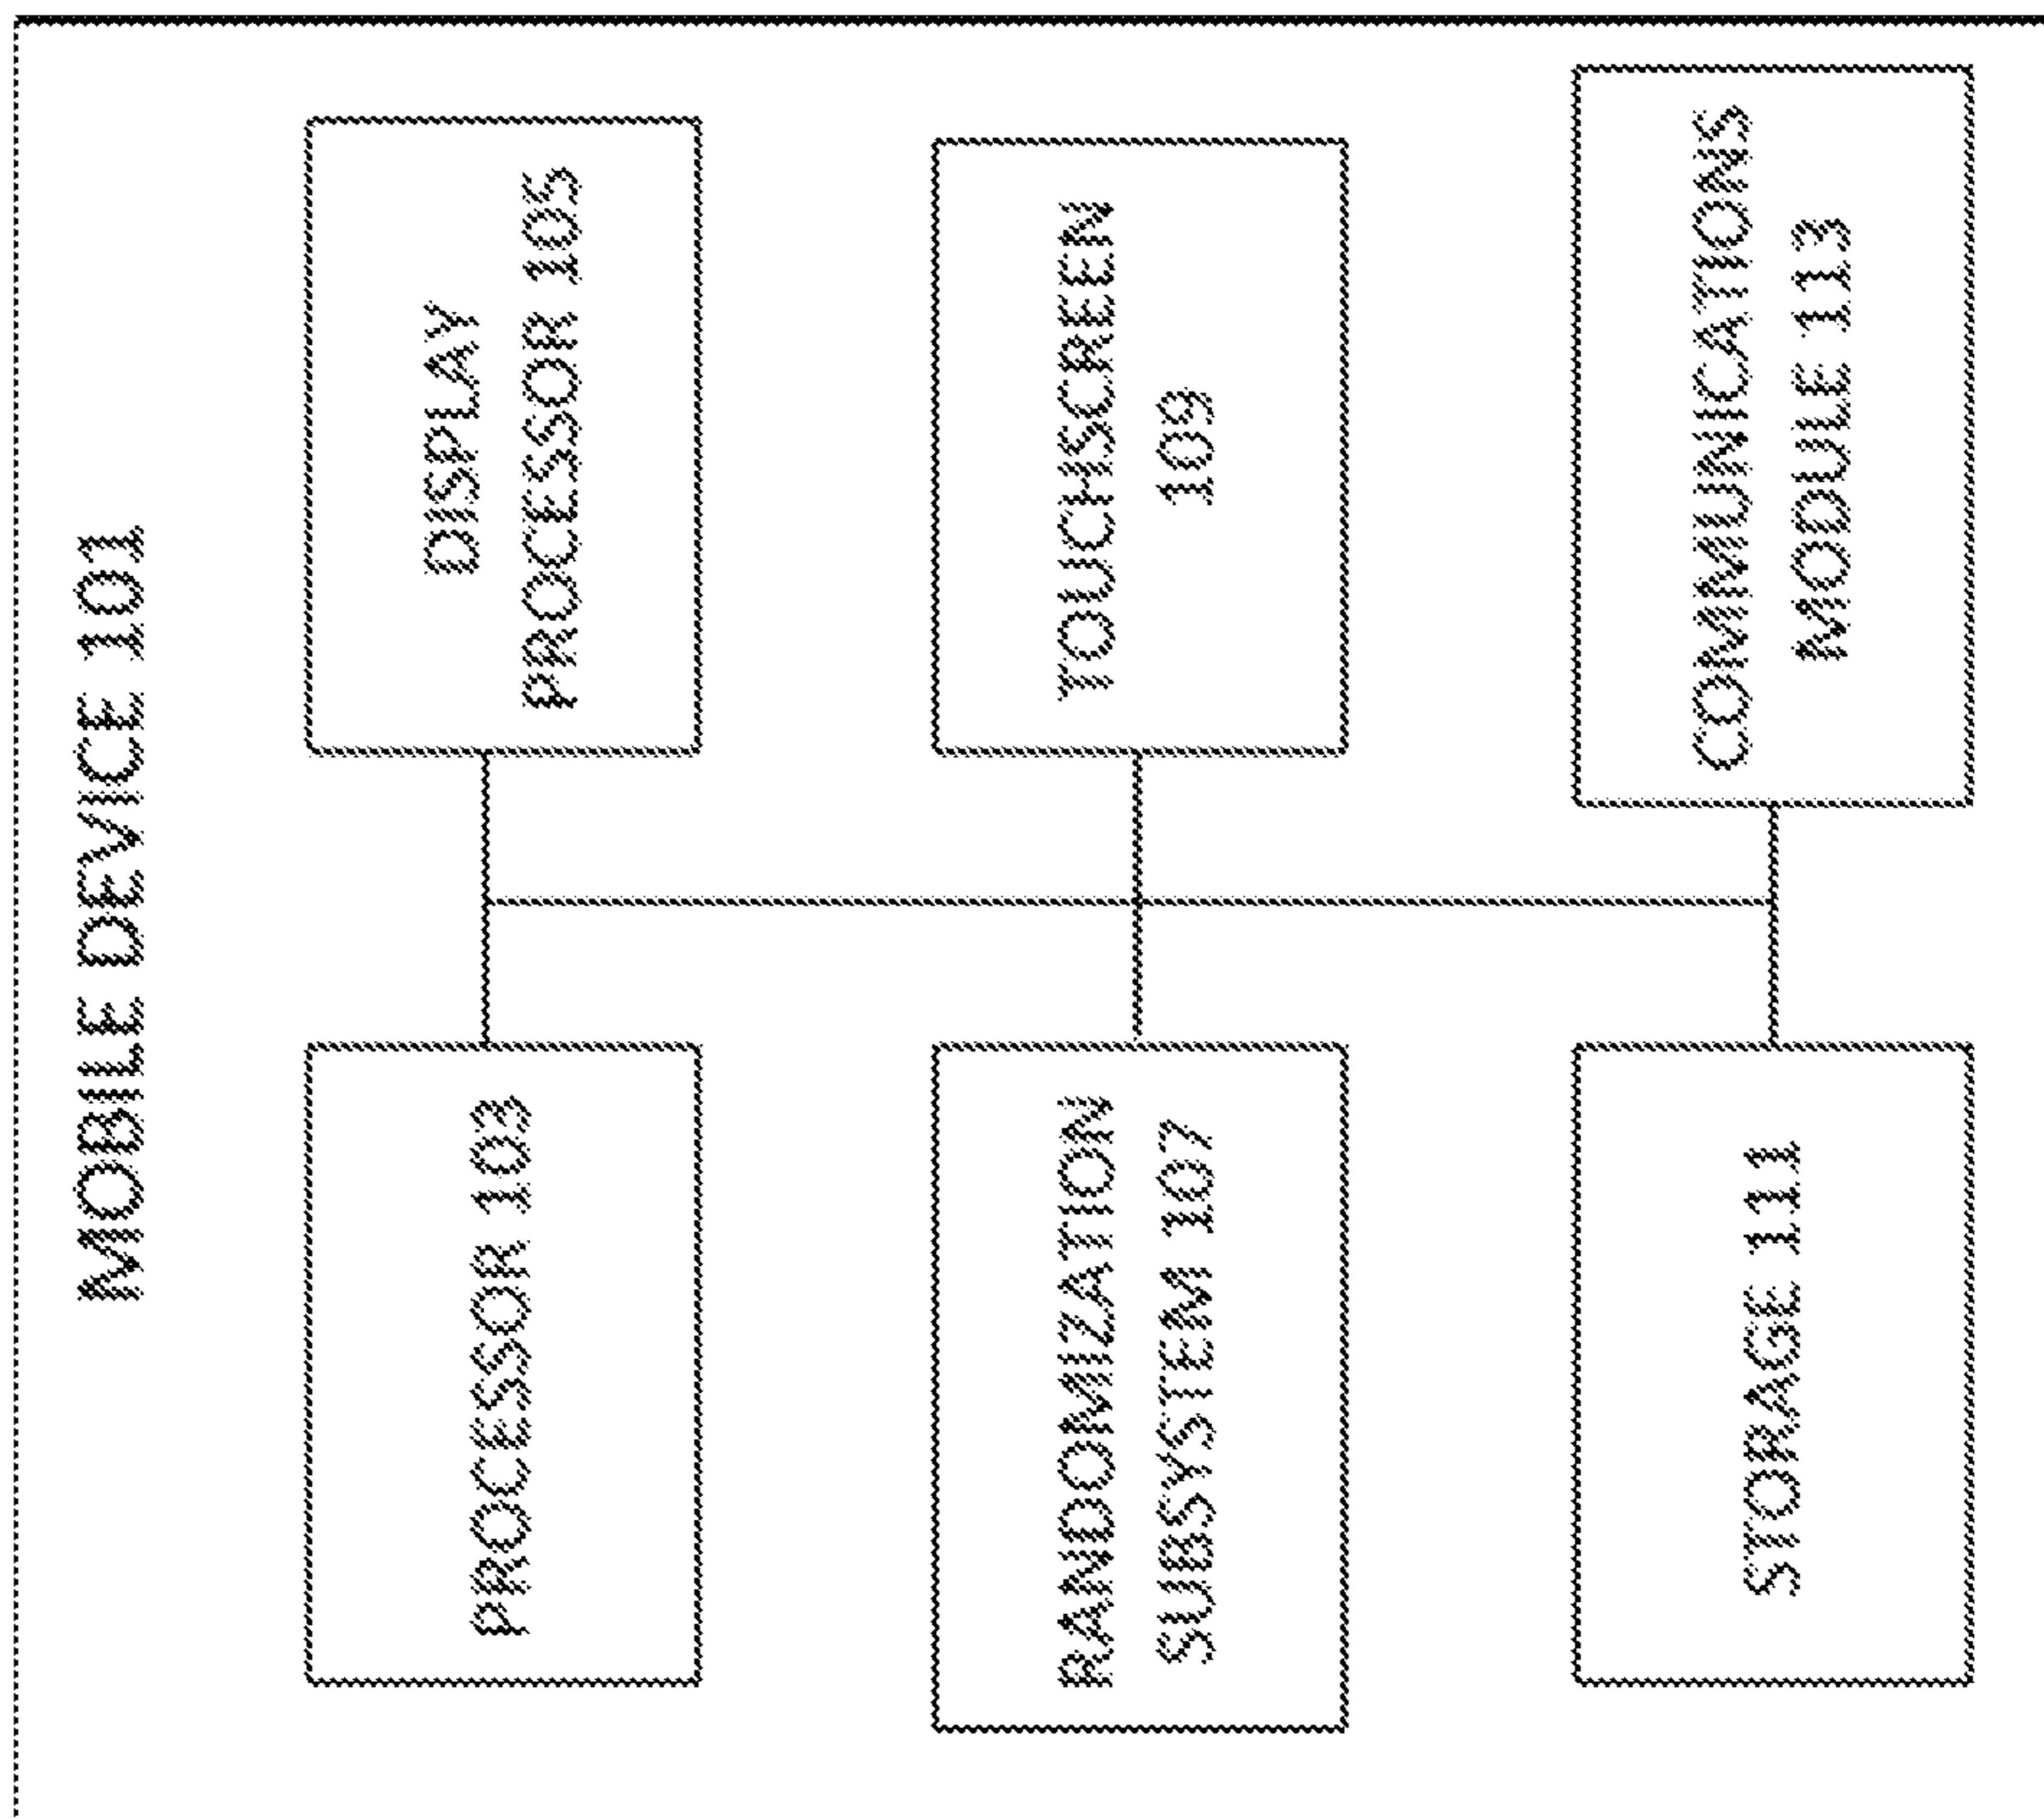 MOBILE DEVICE 101
PROCESSOR 103
DISPLAY
PROCESSOR 105
RANDOMIZATION
SUBSYSTEM 107
TOUCHSCREEN
109
STORAGE 111
COMMUNICATIONS
MODULE 113